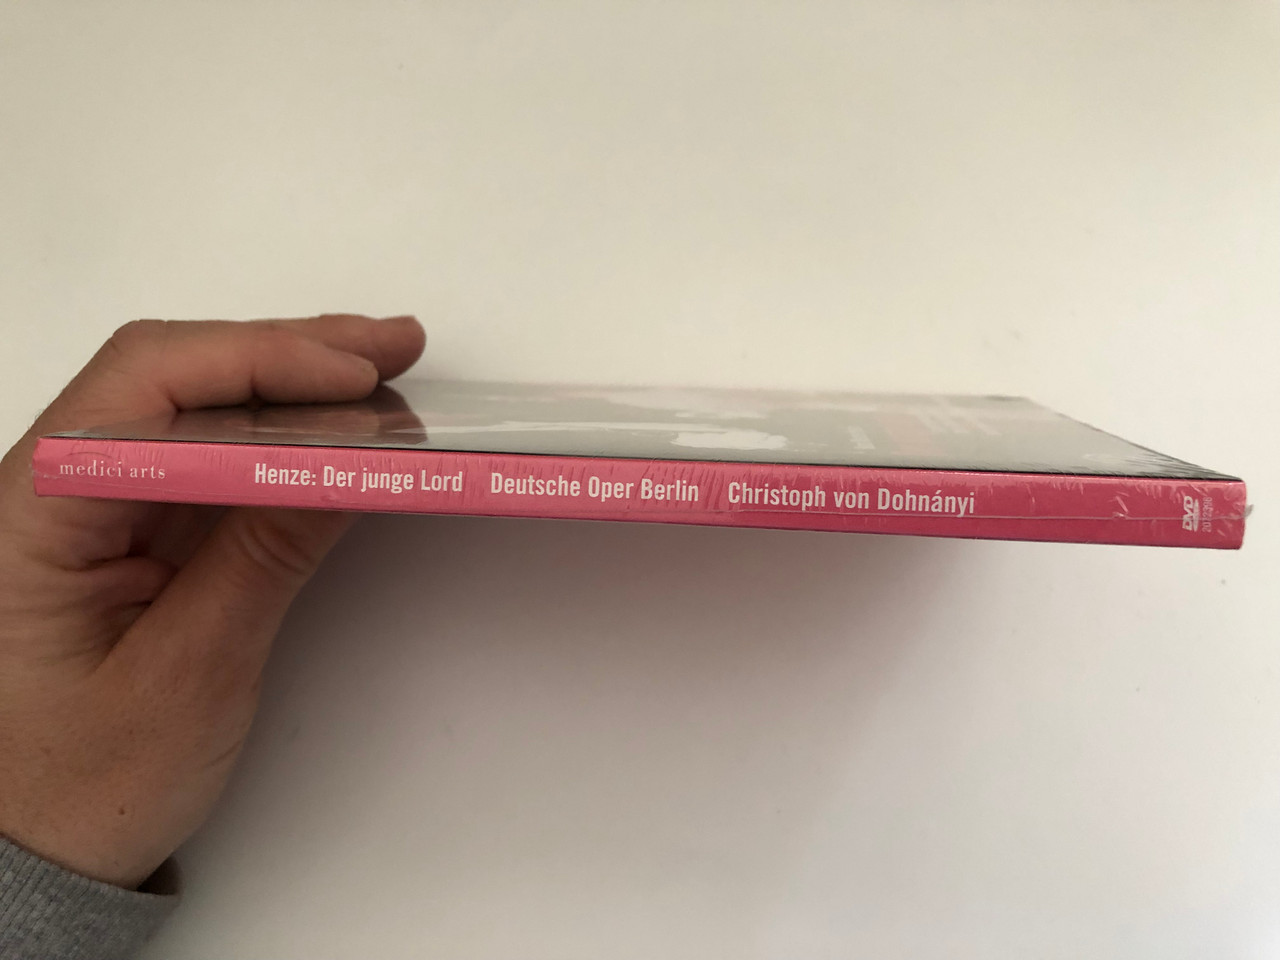 medici arts Henze: Der junge Lord Deutsche Oper Berlin Christoph von Dohnányi
DVD